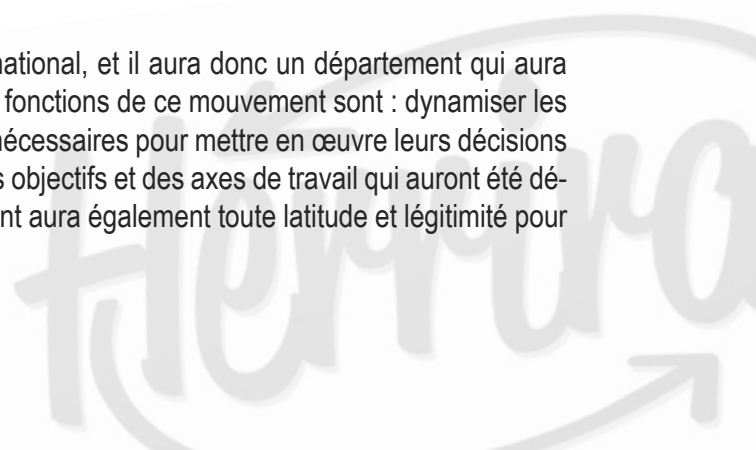 national, et il aura donc un département qui aura
fonctions de ce mouvement sont : dynamiser les
nécessaires pour mettre en œuvre leurs décisions
s objectifs et des axes de travail qui auront été dé-
nt aura également toute latitude et légitimité pour
Herrira